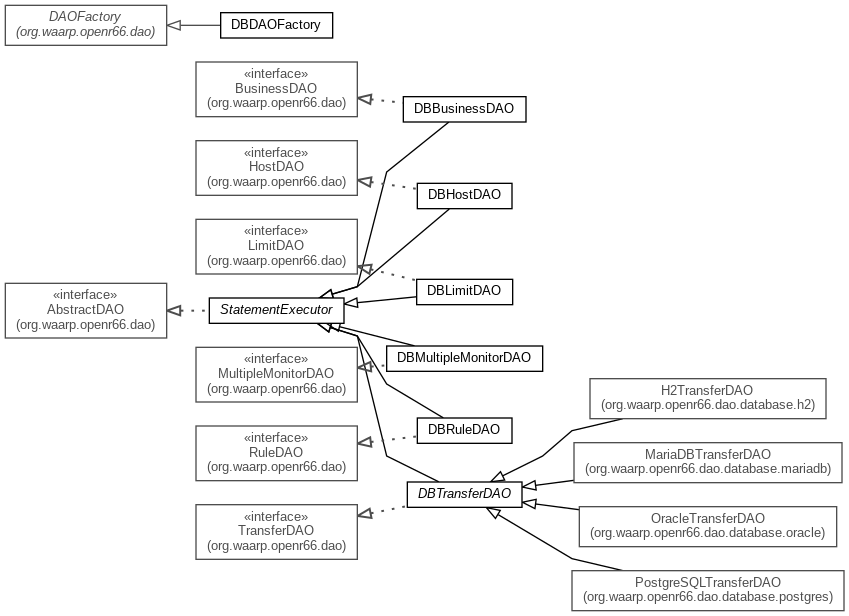 DAOFactory
(org.waarp.openr66.dao)
DBDAOFactory
«interface»
BusinessDAO
(org.waarp.openr66.dao)
DBBusinessDAO
«interface»
HostDAO
(org.waarp.openr66.dao)
DBHostDAO
«interface»
LimitDAO
(org.waarp.openr66.dao)
DBLimitDAO
«interface»
AbstractDAO
(org.waarp.openr66.dao)
StatementExecutor
«interface»
MultipleMonitorDAO
(org.waarp.openr66.dao)
DBMultipleMonitorDAO
«interface»
RuleDAO
(org.waarp.openr66.dao)
DBRuleDAO
«interface»
TransferDAO
(org.waarp.openr66.dao)
DBTransferDAO
H2TransferDAO
(org.waarp.openr66.dao.database.h2)
MariaDBTransferDAO
(org.waarp.openr66.dao.database.mariadb)
OracleTransferDAO
(org.waarp.openr66.dao.database.oracle)
PostgreSQLTransferDAO
(org.waarp.openr66.dao.database.postgres)